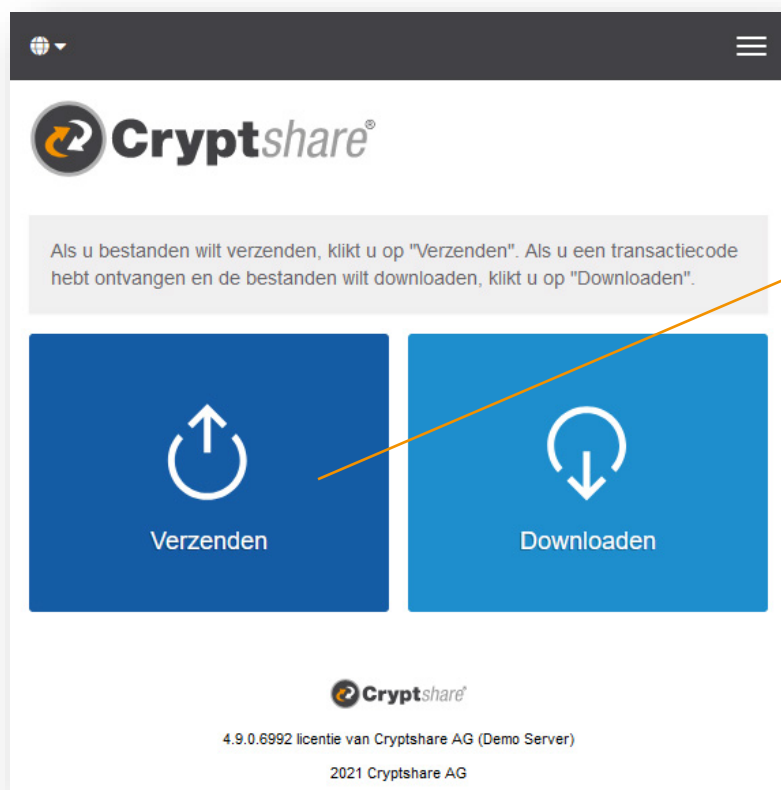 Cryptshare®
Als u bestanden wilt verzenden, klikt u op "Verzenden". Als u een transactiecode
hebt ontvangen en de bestanden wilt downloaden, klikt u op "Downloaden".
Verzenden
Downloaden
Cryptshare®
4.9.0.6992 licentie van Cryptshare AG (Demo Server)
2021 Cryptshare AG